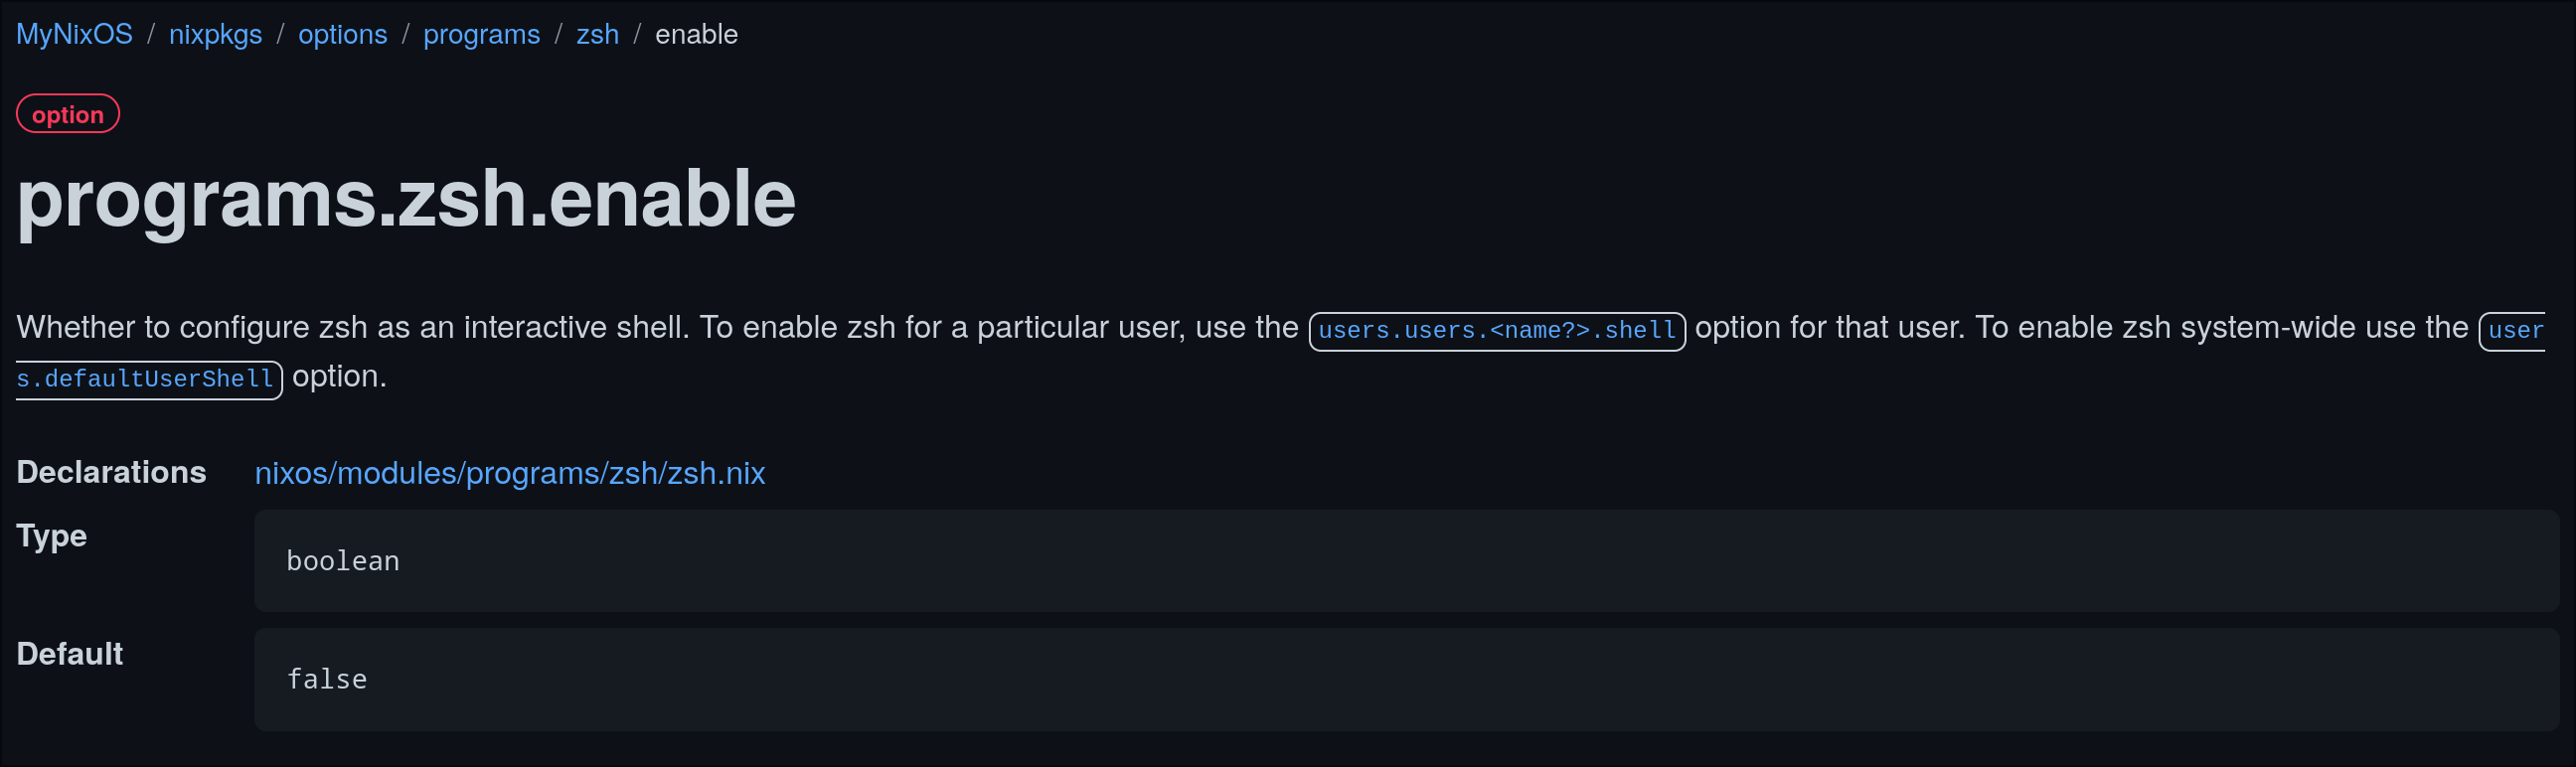 MyNixOS / nixpkgs / options / programs / zsh / enable
option
programs.zsh.enable
Whether to configure zsh as an interactive shell. To enable zsh for a particular user, use the users.users.<name?>.shell option for that user. To enable zsh system-wide use the user
s.defaultUserShell option.
Declarations nixos/modules/programs/zsh/zsh.nix
Type
boolean
Default
false